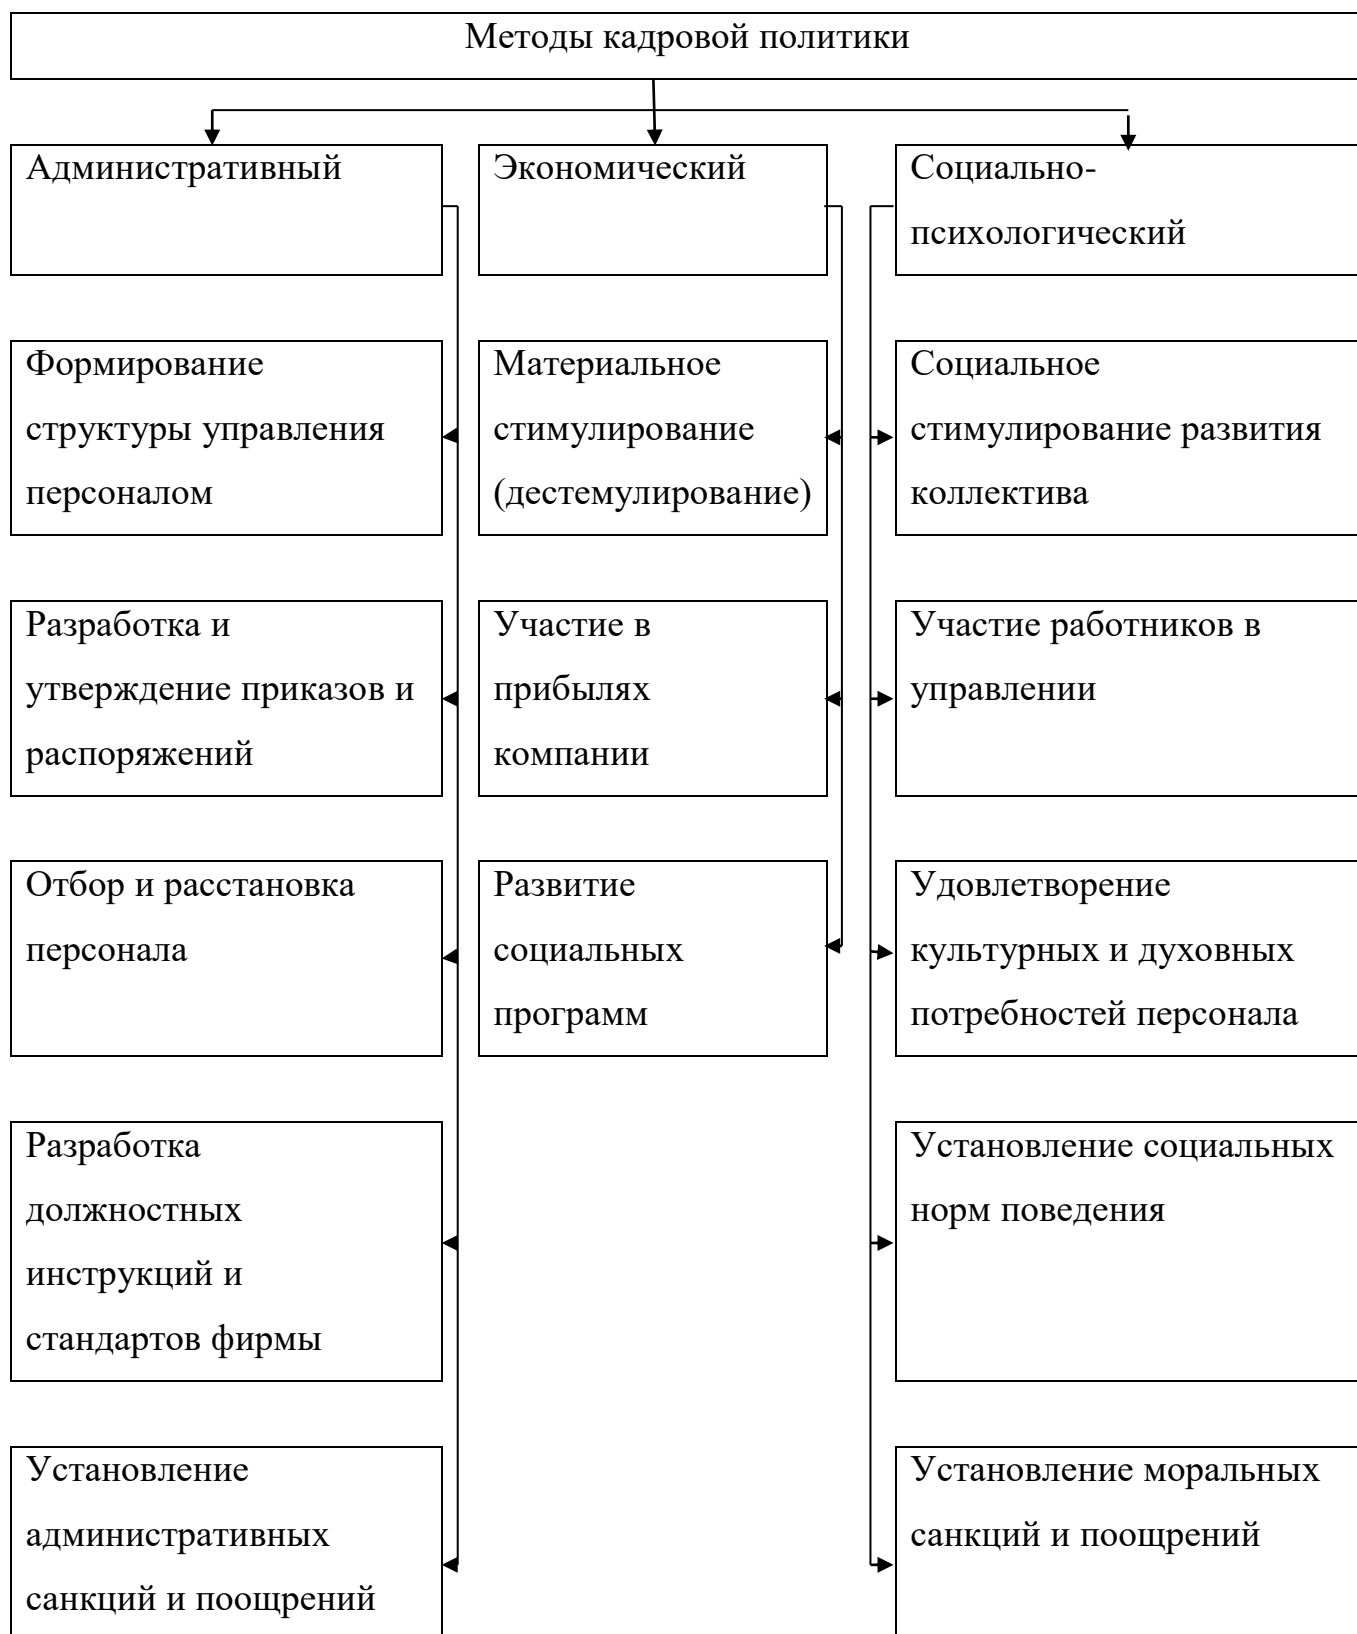 Методы кадровой политики
Административный
Экономический
Социально-
психологический
Формирование
структуры управления
персоналом
Материальное
стимулирование
(дестемулирование)
Социальное
стимулирование развития
коллектива
Разработка и
утверждение приказов и
распоряжений
Участие в
прибылях
компании
Участие работников в
управлении
Отбор и расстановка
персонала
Развитие
социальных
программ
Удовлетворение
культурных и духовных
потребностей персонала
Разработка
должностных
инструкций и
стандартов фирмы
Установление социальных
норм поведения
Установление
административных
санкций и поощрений
Установление моральных
санкций и поощрений